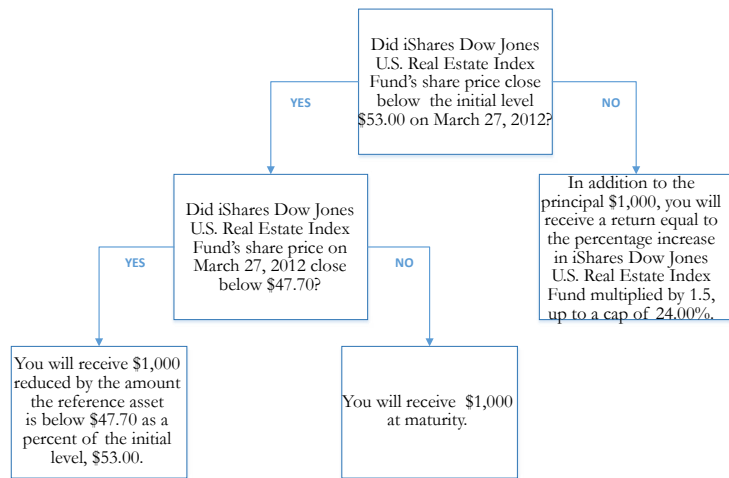 Did iShares Dow Jones
U.S. Real Estate Index
Fund's share price close
below the initial level
$53.00 on March 27, 2012?
YES
NO
Did iShares Dow Jones
U.S. Real Estate Index
Fund's share price on
March 27, 2012 close
below $47.70?
In addition to the
principal $1,000, you will
receive a return equal to
the percentage increase
in iShares Dow Jones
U.S. Real Estate Index
Fund multiplied by 1.5,
up to a cap of 24.00%.
YES
NO
You will receive $1,000
reduced by the amount
the reference asset
is below $47.70 as a
percent of the initial
level, $53.00.
You will receive $1,000
at maturity.